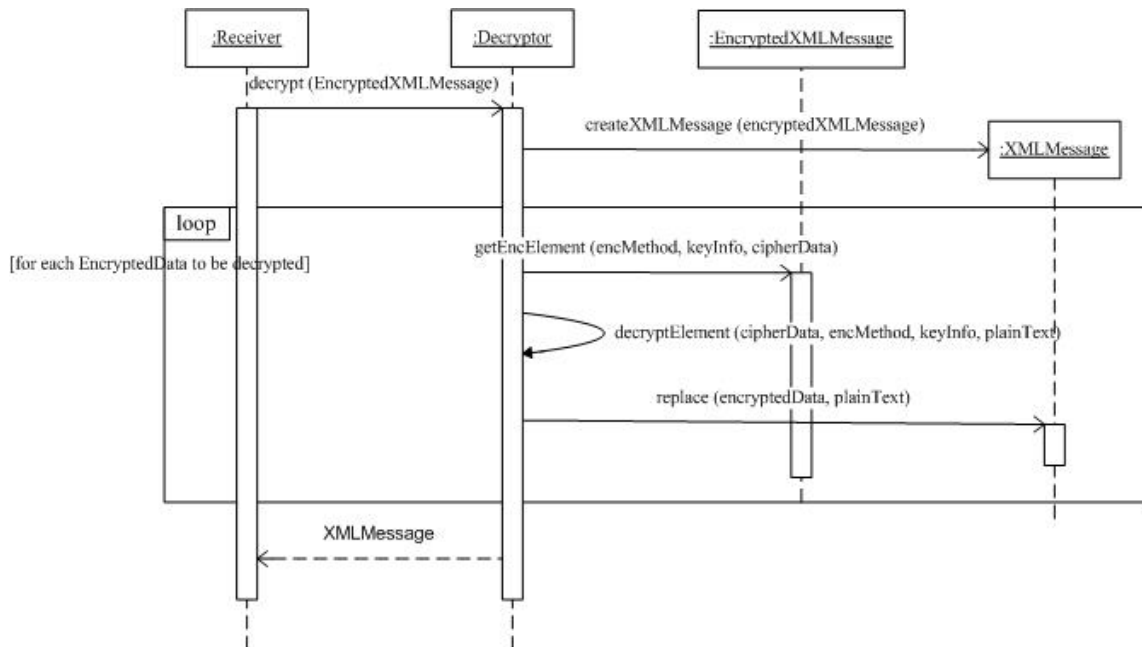 :Receiver
:Decryptor
:EncryptedXMLMessage
decrypt (EncryptedXMLMessage)
createXMLMessage (encryptedXMLMessage)
:XMLMessage
loop
getEncElement (encMethod, keyInfo, cipherData)
[for each EncryptedData to be decrypted]
decryptElement (cipherData, encMethod, keyInfo, plainText)
replace (encryptedData, plainText)
XMLMessage